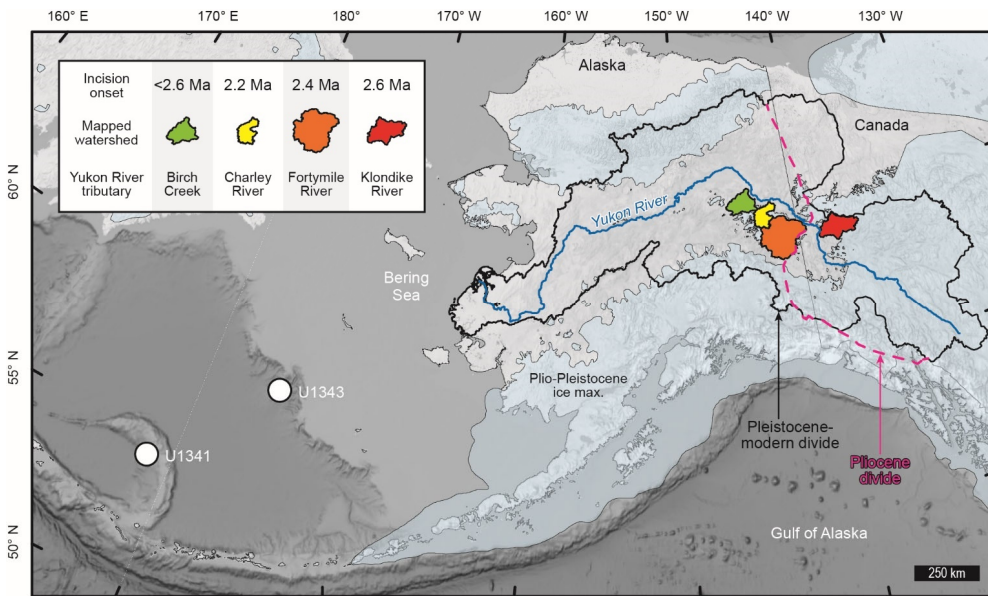 160° E 170° E 180° 170° W 160° W 150° W 140° W 130° W
60° N
55° N
50° N
Incision onset <2.6 Ma 2.2 Ma 2.4 Ma 2.6 Ma
Mapped watershed
Yukon River tributary Birch Creek Charley River Fortymile River Klondike River
Alaska
Canada
Yukon River
Bering
Sea
U1343
U1341
Plio-Pleistocene
ice max.
Pleistocene-
modern divide
Pliocene
divide
Gulf of Alaska
250 km